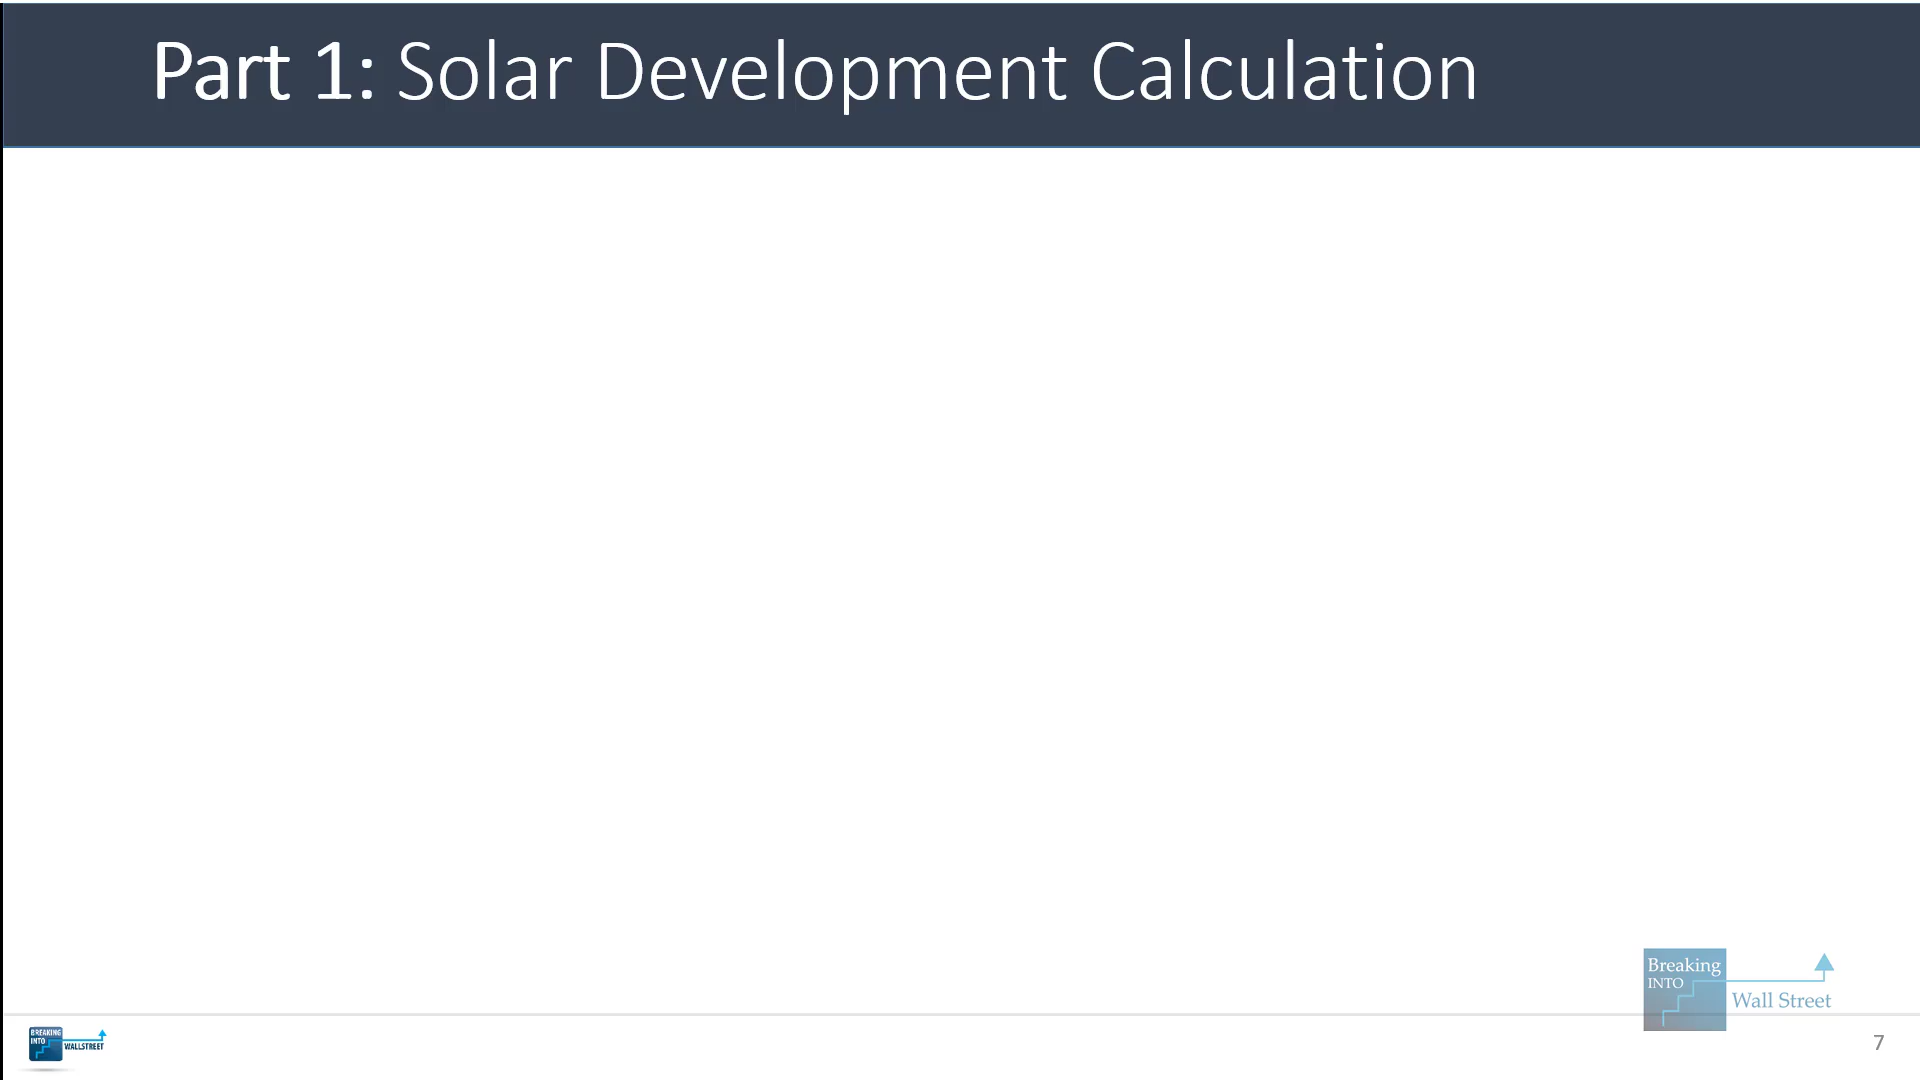 Part 1: Solar Development Calculation
Breaking
INTO
Wall Street
BREAKING
INTO
WALLSTREET
7